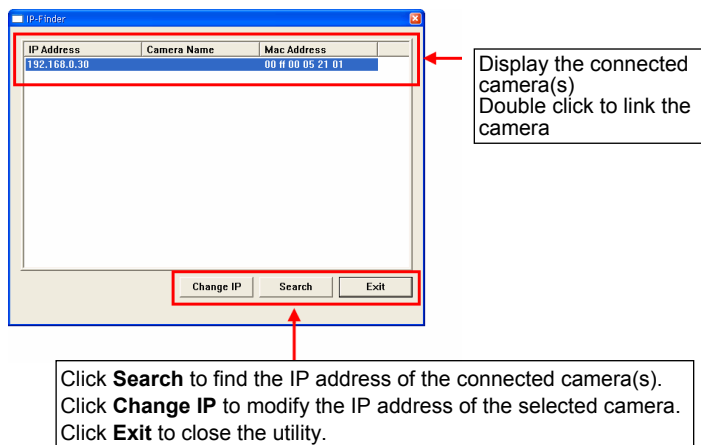 IP-Finder
IP Address Camera Name Mac Address
192.168.0.30 00 ff 00 05 21 01
Display the connected
camera(s)
Double click to link the
camera
Change IP Search Exit
Click Search to find the IP address of the connected camera(s).
Click Change IP to modify the IP address of the selected camera.
Click Exit to close the utility.